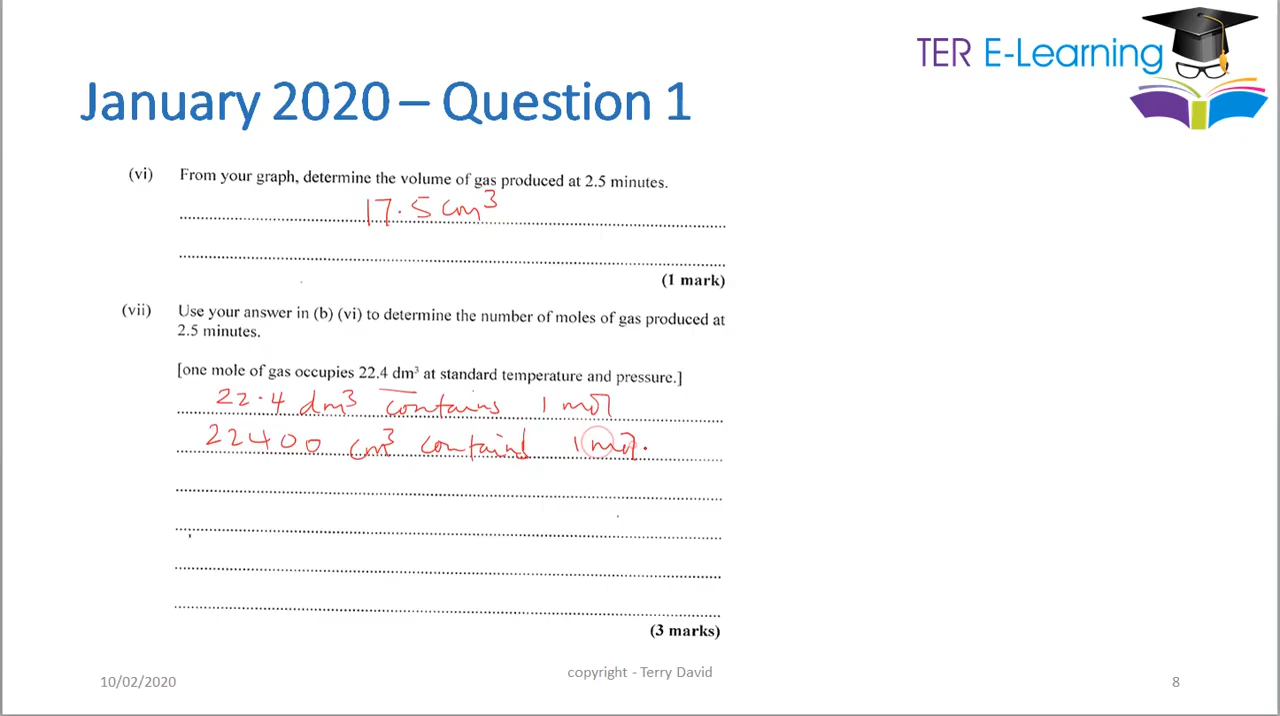 TER E-Learning
January 2020 – Question 1
(vi) From your graph, determine the volume of gas produced at 2.5 minutes.
17.5 cm³
(1 mark)
(vii) Use your answer in (b) (vi) to determine the number of moles of gas produced at
2.5 minutes.
[one mole of gas occupies 22.4 dm³ at standard temperature and pressure.]
22.4 dm³ contains 1 mol
22400 cm³ contains 1 mol.
(3 marks)
10/02/2020
copyright - Terry David
8